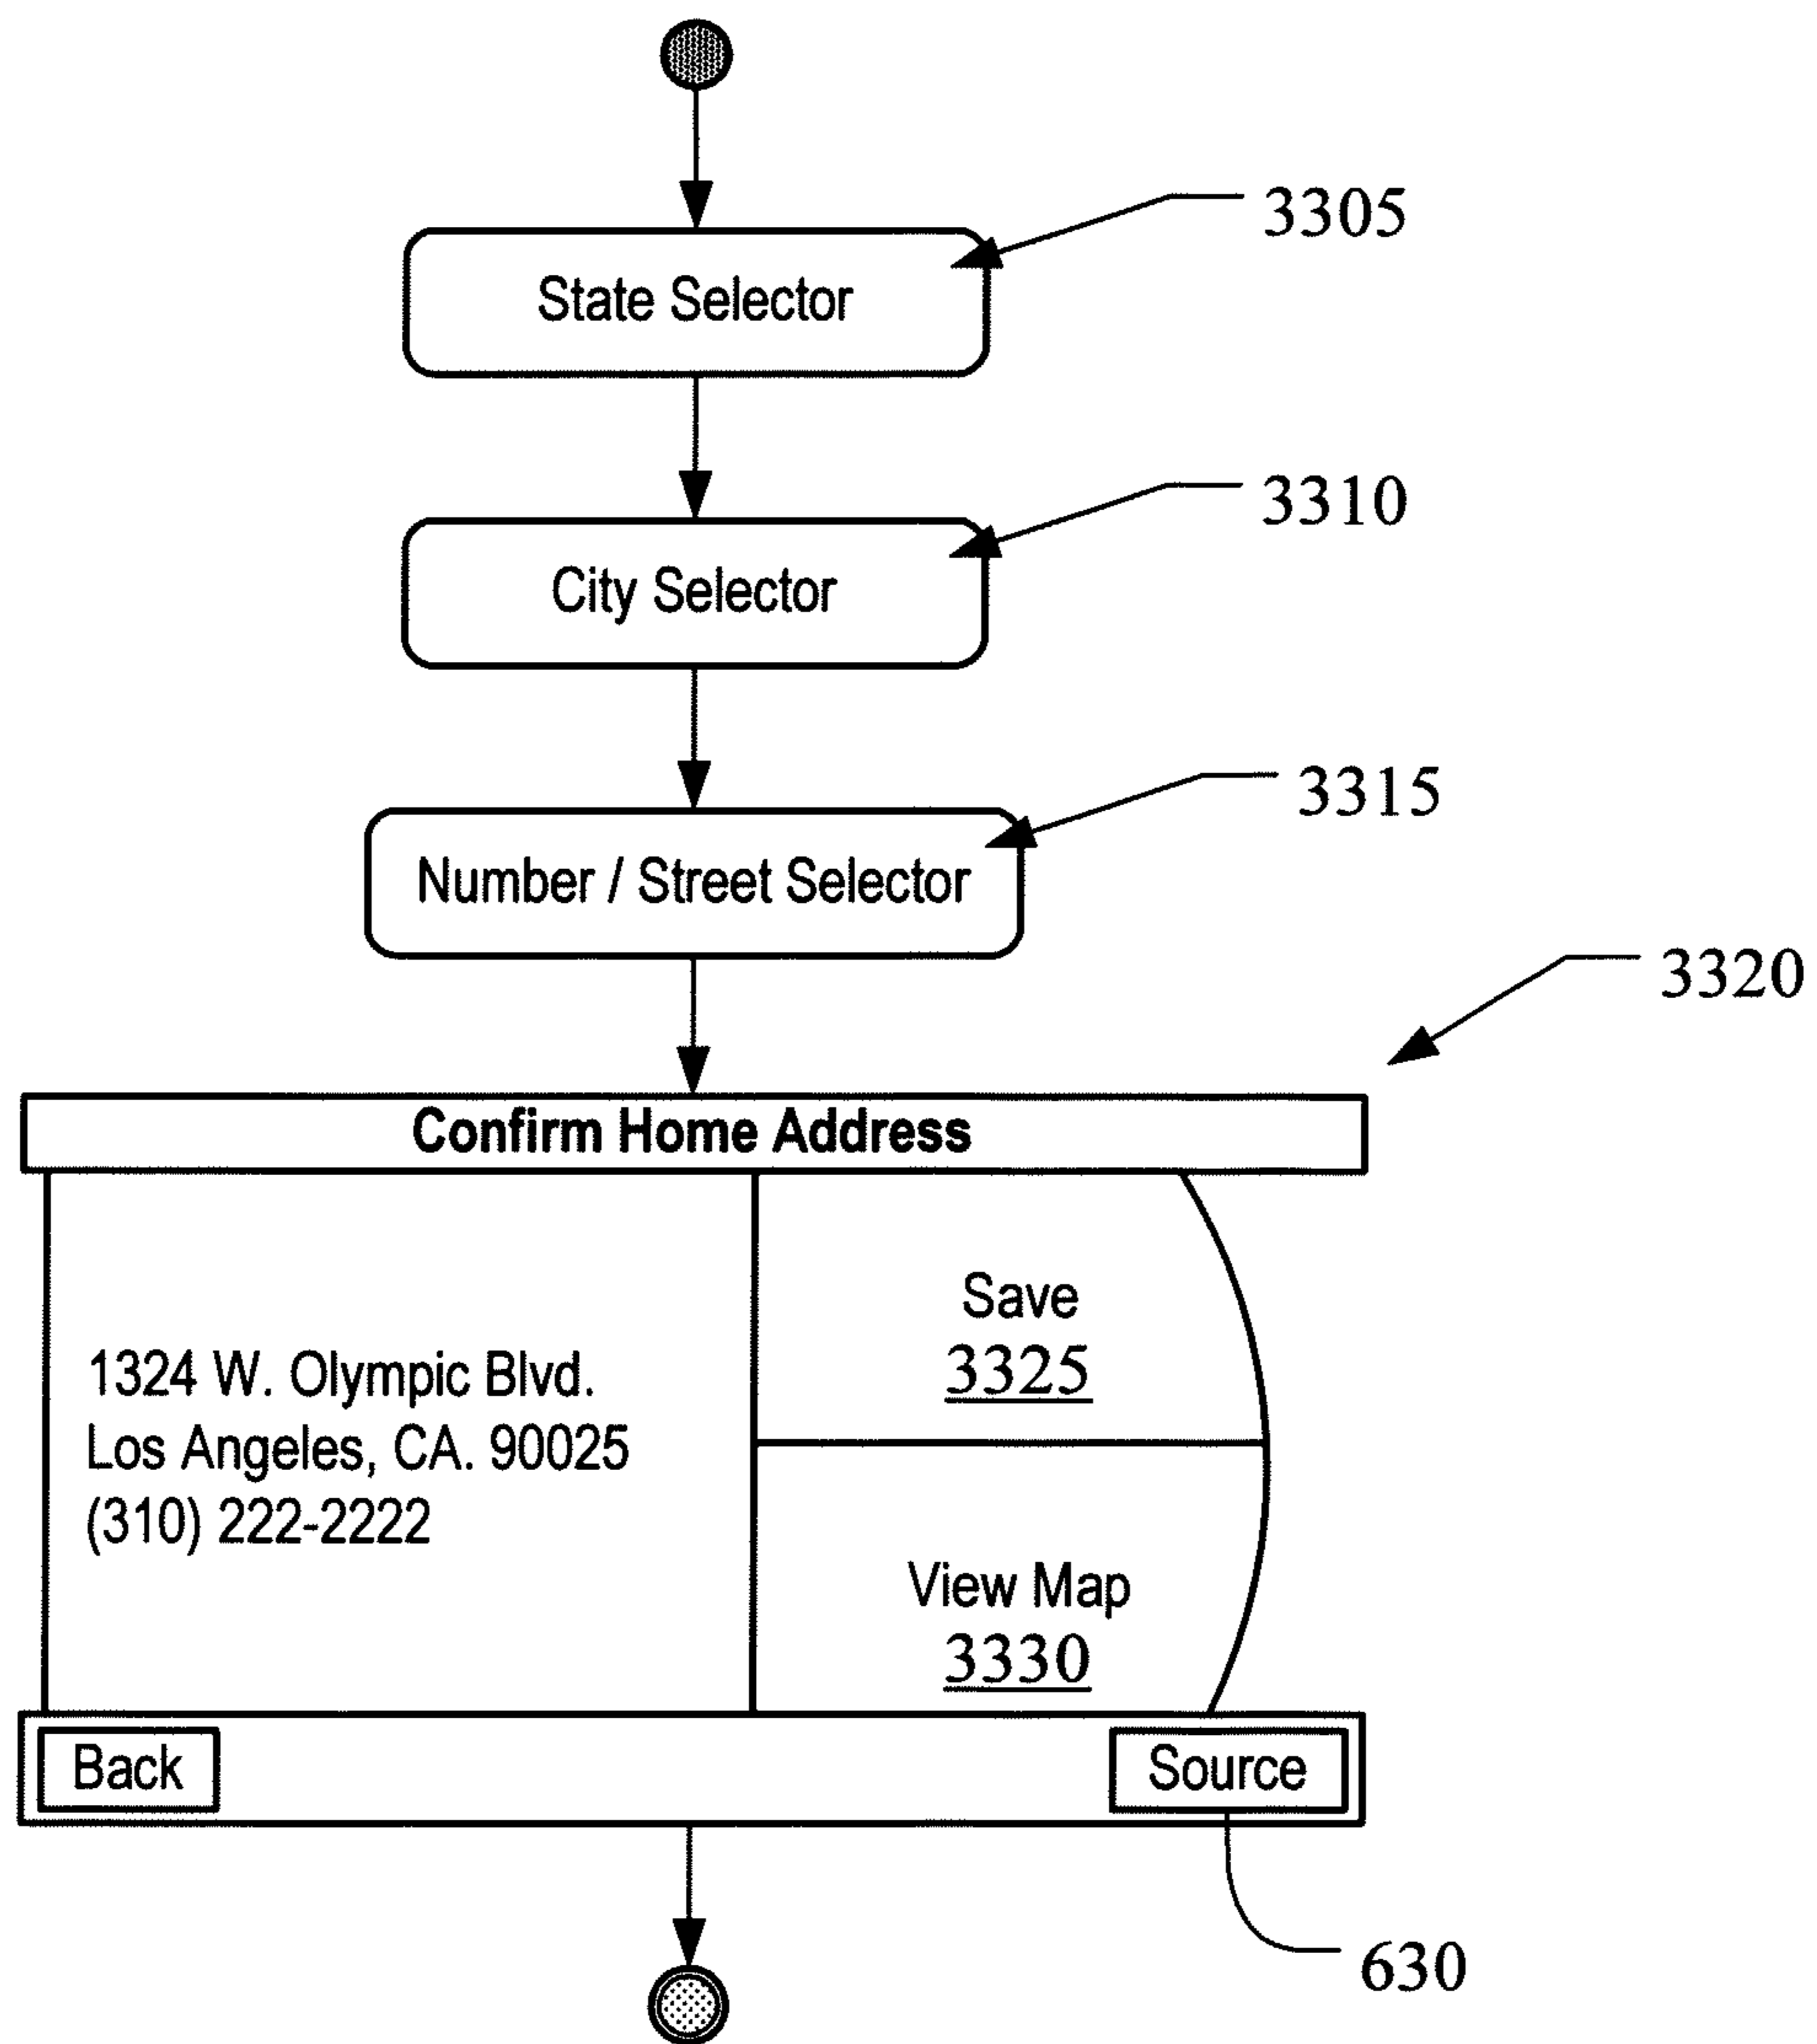 3305
State Selector
3310
City Selector
3315
Number / Street Selector
3320
Confirm Home Address
1324 W. Olympic Blvd.
Los Angeles, CA. 90025
(310) 222-2222
Save
3325
View Map
3330
Back
Source
630